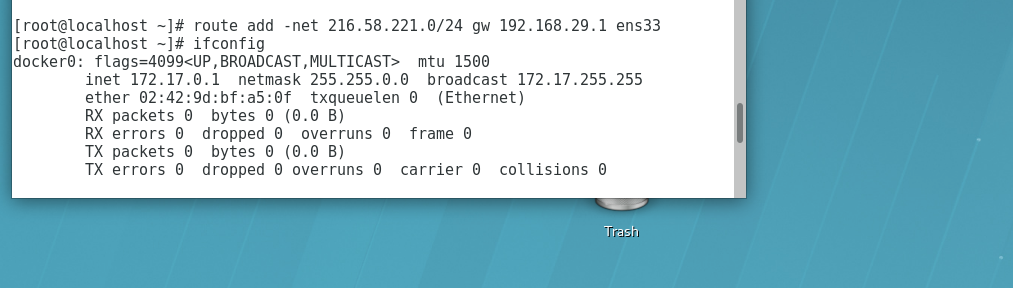 [root@localhost ~]# route add -net 216.58.221.0/24 gw 192.168.29.1 ens33
[root@localhost ~]# ifconfig
docker0: flags=4099<UP,BROADCAST,MULTICAST>  mtu 1500
        inet 172.17.0.1  netmask 255.255.0.0  broadcast 172.17.255.255
        ether 02:42:9d:bf:a5:0f  txqueuelen 0  (Ethernet)
        RX packets 0  bytes 0 (0.0 B)
        RX errors 0  dropped 0  overruns 0  frame 0
        TX packets 0  bytes 0 (0.0 B)
        TX errors 0  dropped 0 overruns 0  carrier 0  collisions 0
Trash